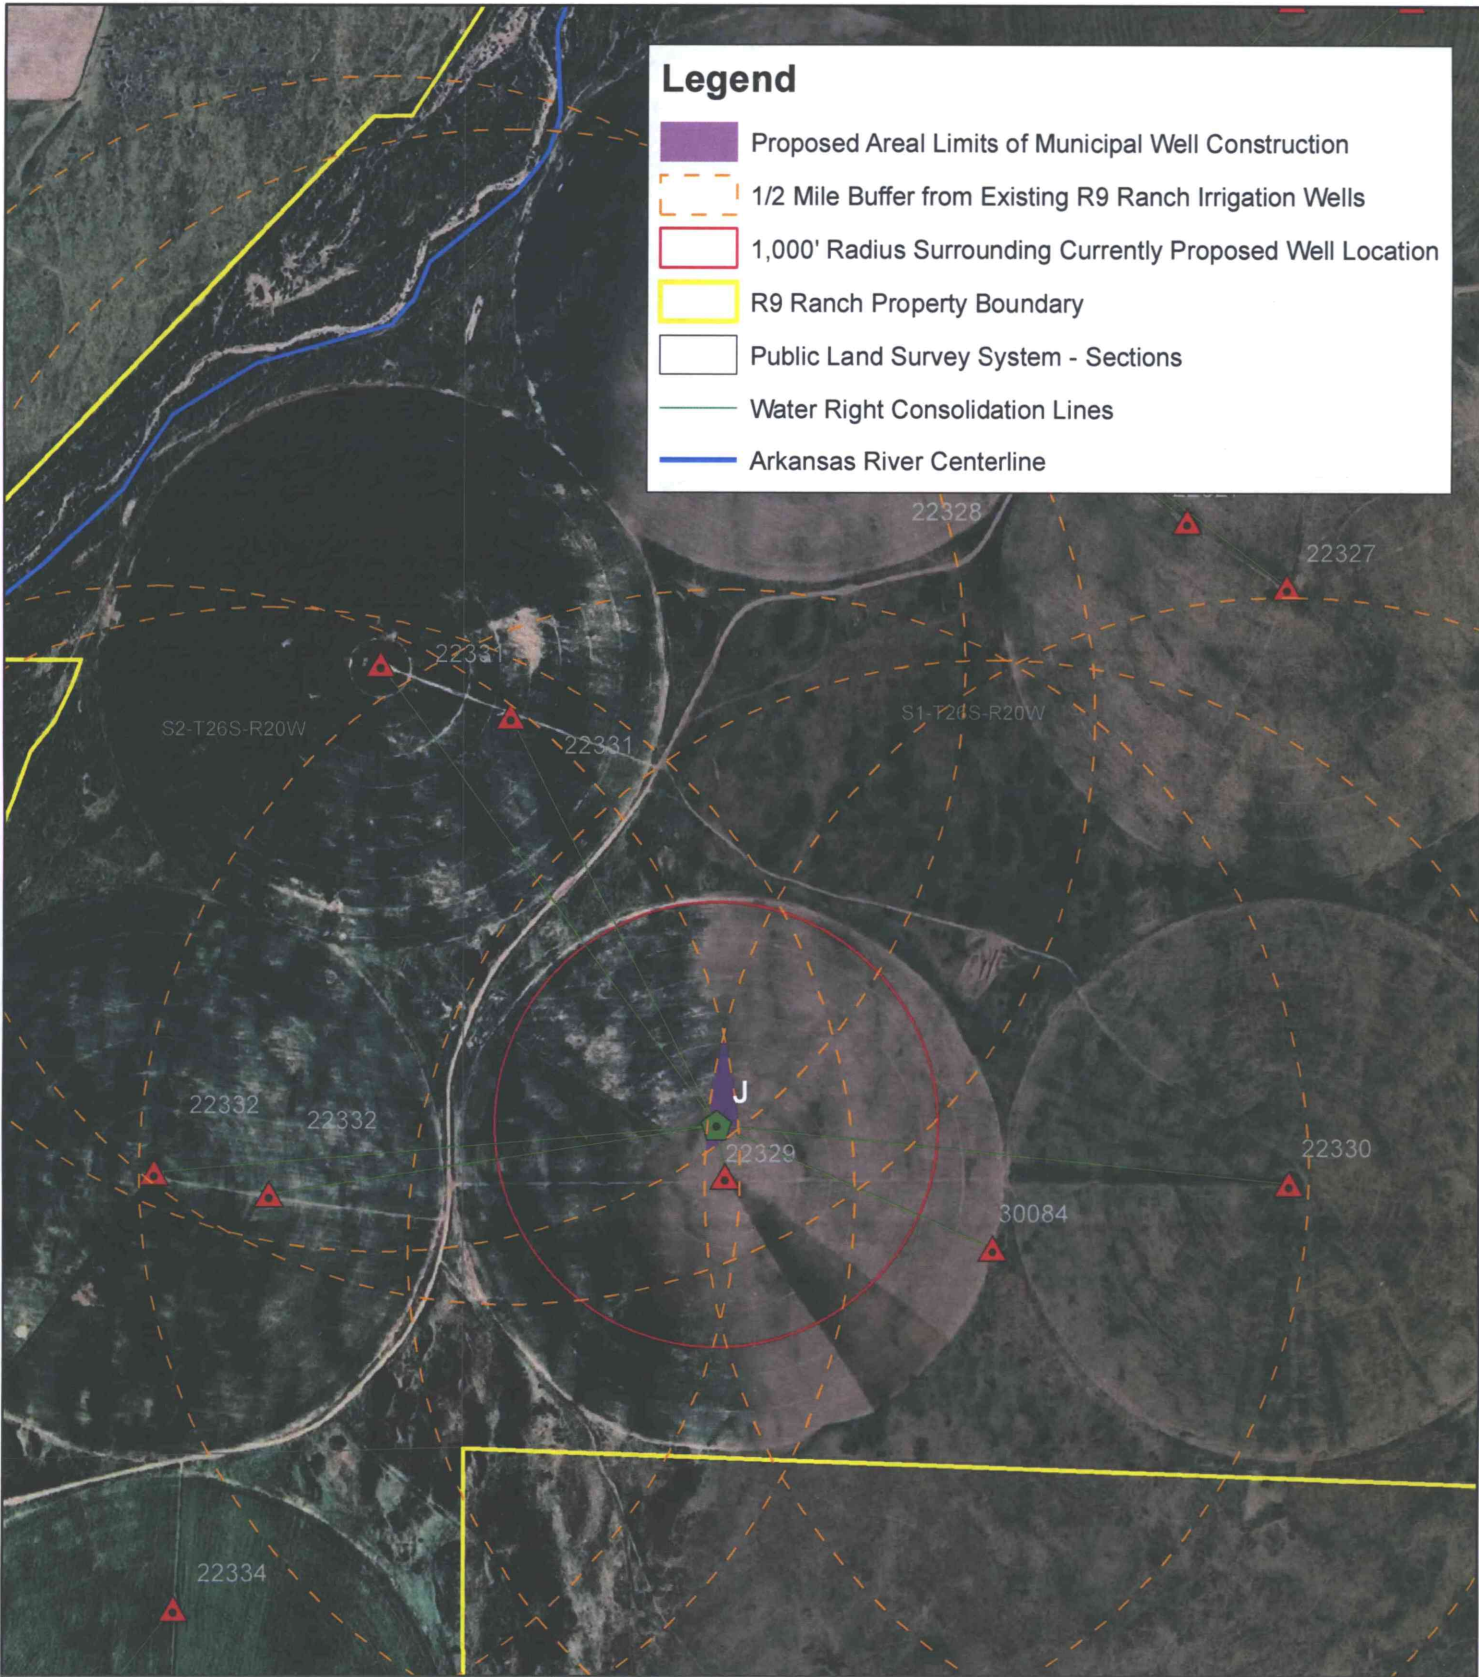 Legend
Proposed Areal Limits of Municipal Well Construction
1/2 Mile Buffer from Existing R9 Ranch Irrigation Wells
1,000' Radius Surrounding Currently Proposed Well Location
R9 Ranch Property Boundary
Public Land Survey System - Sections
Water Right Consolidation Lines
Arkansas River Centerline
22328
22327
22331
S2-T26S-R20W
S1-T26S-R20W
22331
J
22332
22332
22329
22330
30084
22334